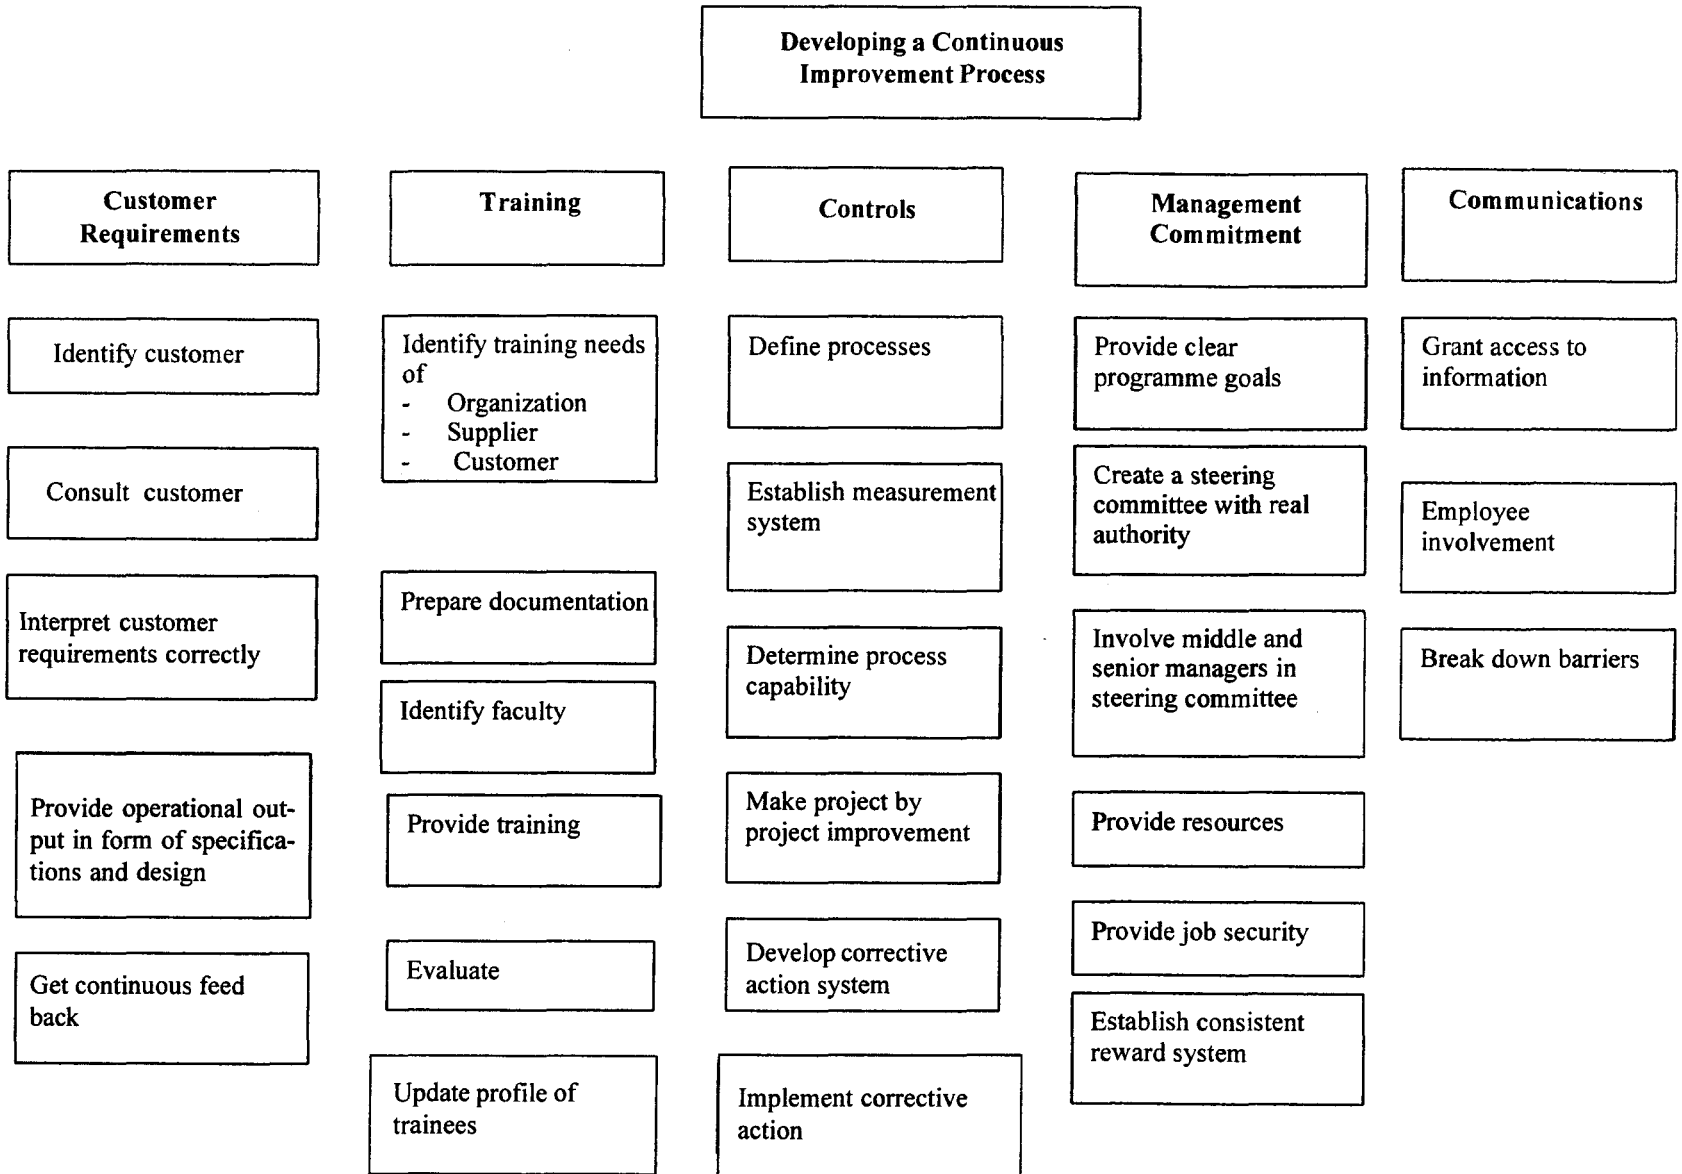 Developing a Continuous
Improvement Process
Customer
Requirements
Identify customer
Consult customer
Interpret customer
requirements correctly
Provide operational out-
put in form of specifica-
tions and design
Get continuous feed
back
Training
Identify training needs
of
- Organization
- Supplier
- Customer
Prepare documentation
Identify faculty
Provide training
Evaluate
Update profile of
trainees
Controls
Define processes
Establish measurement
system
Determine process
capability
Make project by
project improvement
Develop corrective
action system
Implement corrective
action
Management
Commitment
Provide clear
programme goals
Create a steering
committee with real
authority
Involve middle and
senior managers in
steering committee
Provide resources
Provide job security
Establish consistent
reward system
Communications
Grant access to
information
Employee
involvement
Break down barriers